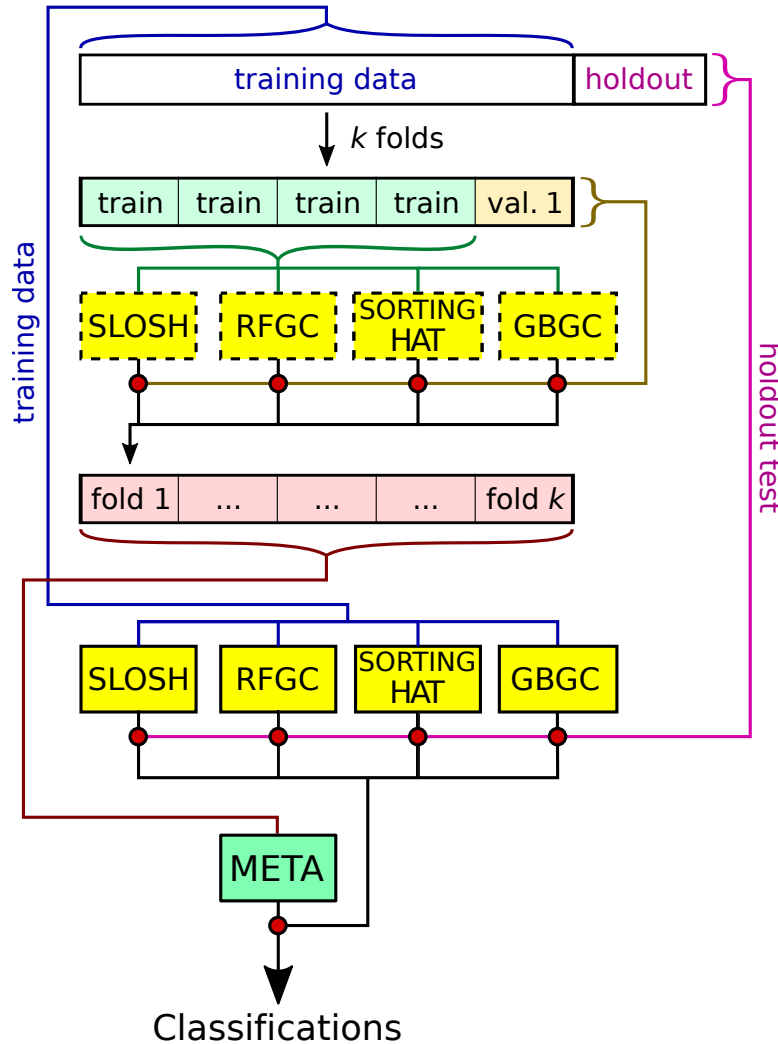 training data
holdout
k folds
train
train
train
train
val. 1
SLOSH
RFGC
SORTING
HAT
GBGC
training data
holdout test
fold 1
...
...
...
fold k
SLOSH
RFGC
SORTING
HAT
GBGC
META
Classifications